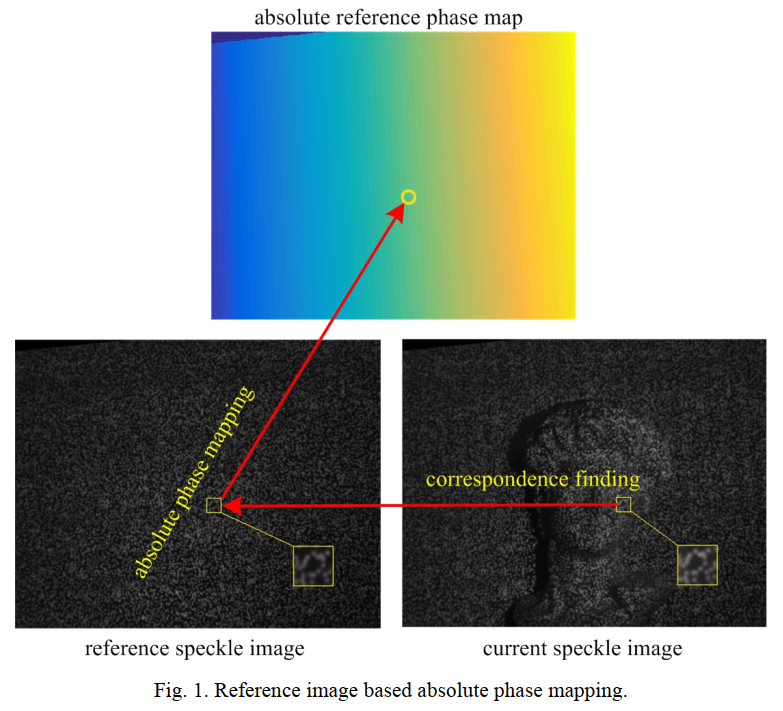 absolute reference phase map
absolute phase mapping
correspondence finding
reference speckle image
current speckle image
Fig. 1. Reference image based absolute phase mapping.